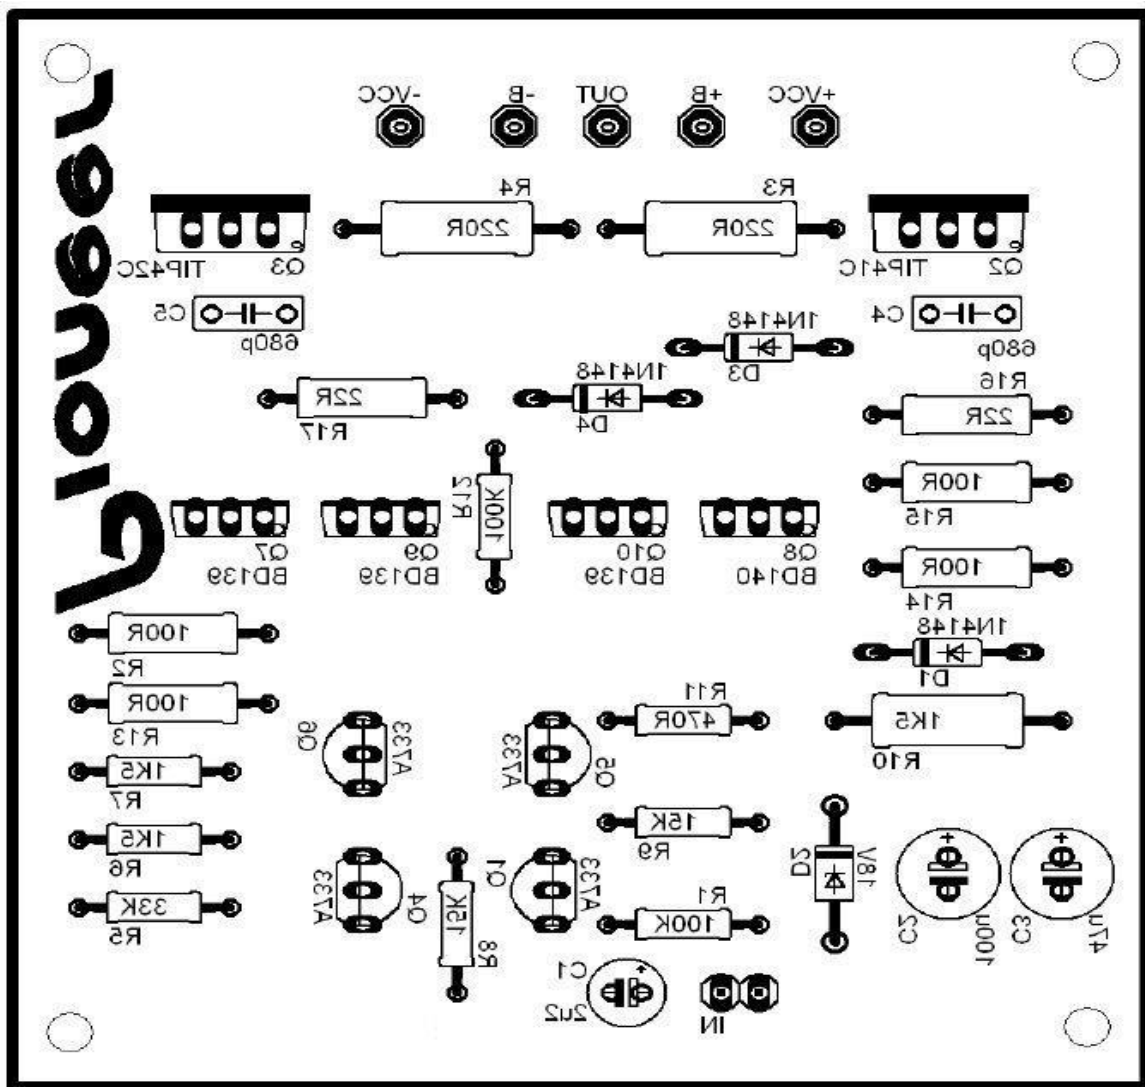 -VCC
-B
OUT
+B
+VCC
R4
220R
R3
220R
TIP42C
Q3
TIP41C
Q2
C5
680p
C4
680p
1N4148
D3
1N4148
D4
22R
R17
R16
22R
100R
R15
R12
100K
Q7
BD139
Q9
BD139
Q10
BD139
Q8
BD140
100R
R14
1N4148
D1
100R
R2
100R
R13
1K5
R7
1K5
R6
33K
R5
Q6
A733
A733
Q5
R11
470R
1K5
R10
15K
R9
D2
18V
A733
Q4
15K
R8
Q1
A733
R1
100K
C1
+
2u2
IN
+
C2
100u
+
C3
47u